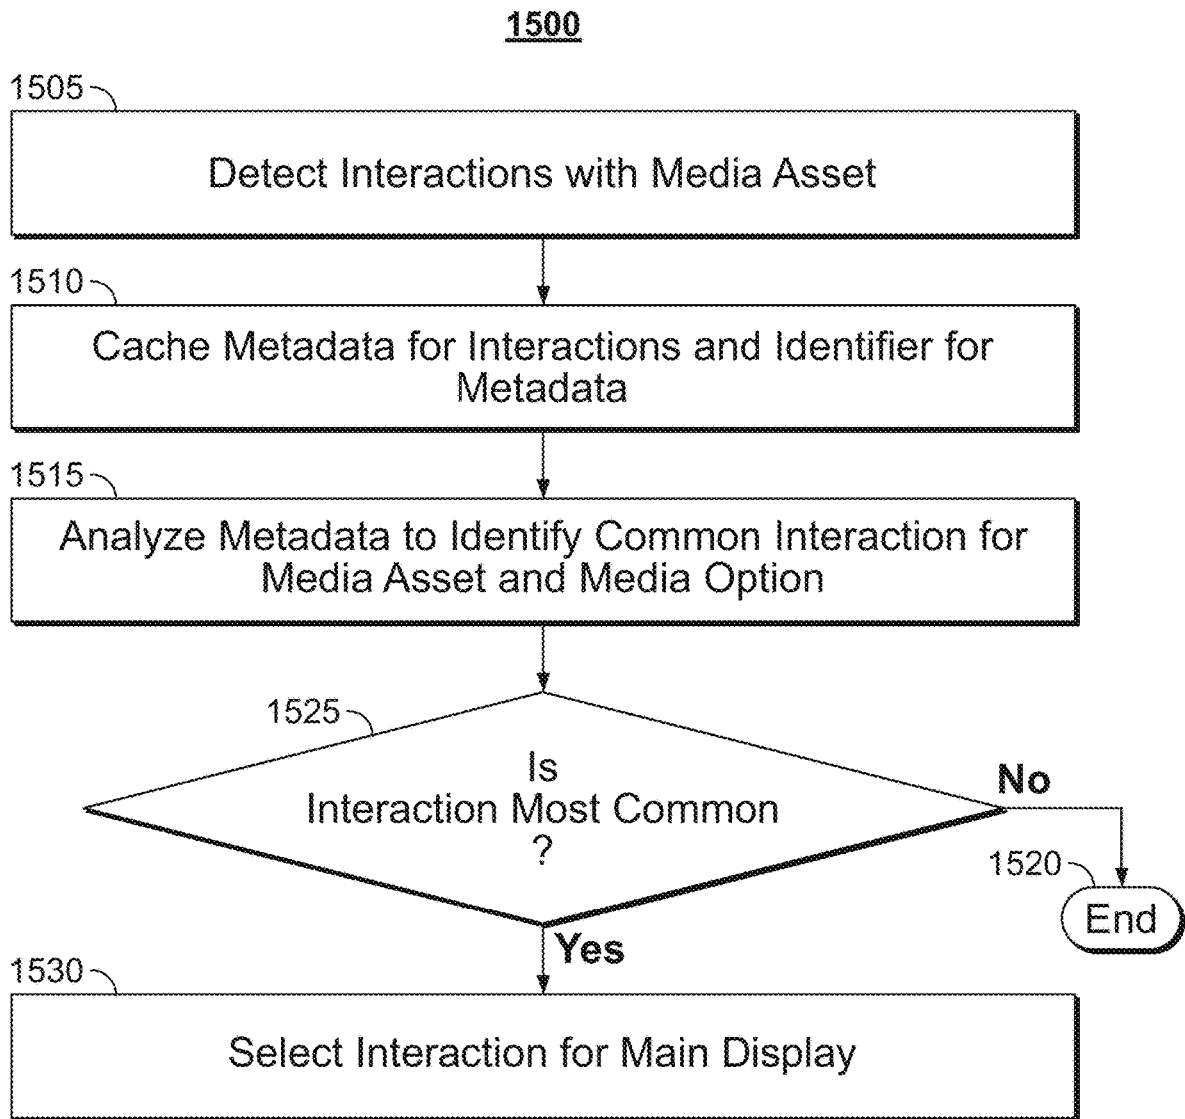 1500
1505
Detect Interactions with Media Asset
1510
Cache Metadata for Interactions and Identifier for
Metadata
1515
Analyze Metadata to Identify Common Interaction for
Media Asset and Media Option
1525
Is
Interaction Most Common
?
No
1520
End
Yes
1530
Select Interaction for Main Display